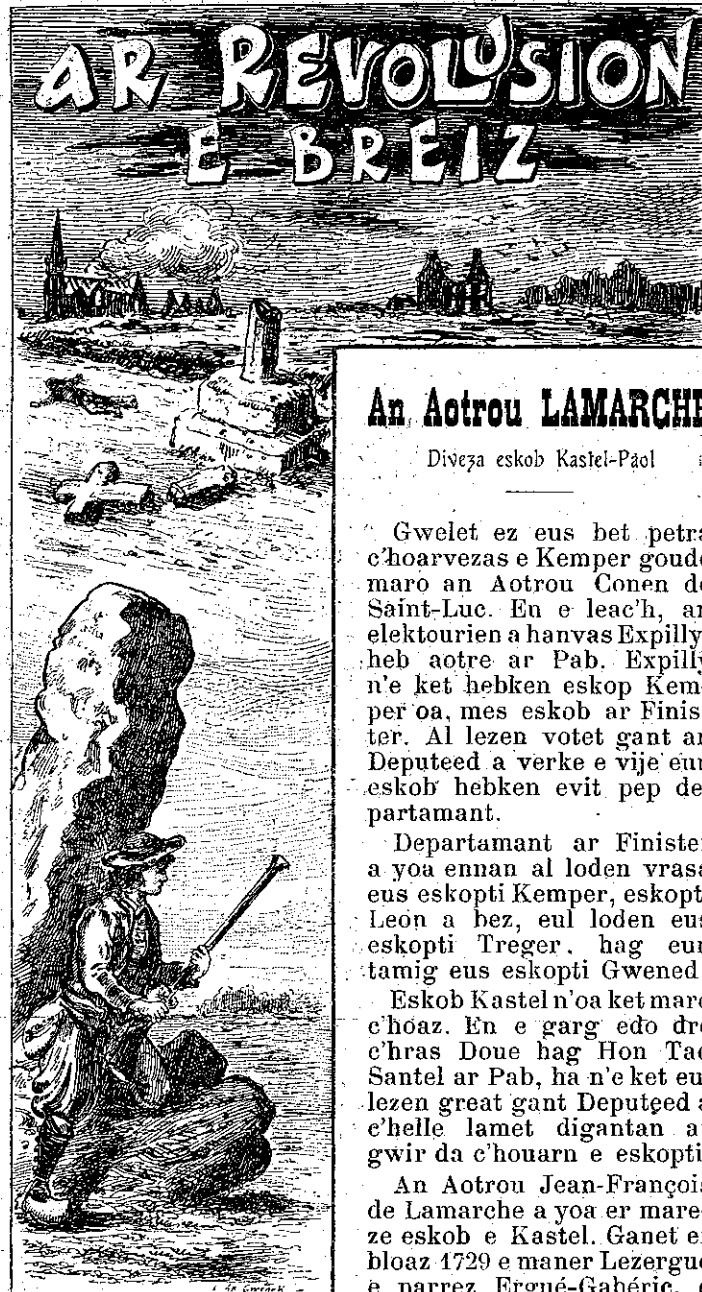 AR REVOLUSION
E BREIZ
An Aotrou LAMARCHE
Diveza eskob Kastel-Paol
Gwelet ez eus bet petra
c'hoarvezas e Kemper goude
maro an Aotrou Conen de
Saint-Luc. En e leac'h, ar
elektourien a hanvas Expilly
heb aotre ar Pab. Expilly
n'e ket hebken eskop Kem-
per oa, mes eskob ar Finis-
ter. Al lezen votet gant ar
Deputeed a verke e vije eur
eskob hebken evit pep de-
partamant.
Departamant ar Finister
a yoa ennan al loden vrasa
eus eskopti Kemper, eskopti
Leon a bez, eul loden eus
eskopti Treger, hag eun
tamig eus eskopti Gwened.
Eskob Kastel n'oa ket maro
c'hoaz. En e garg edo dre
c'hras Doue hag Hon Tad
Santel ar Pab, ha n'e ket eul
lezen great gant Deputeed a
c'helle lamet digantan ar
gwir da c'houarn e eskopti.
An Aotrou Jean-François
de Lamarche a yoa er mare-
ze eskob e Kastel. Ganet er
bloaz 1729 e maner Lezergue
e parrez Ergué-Gabéric, e